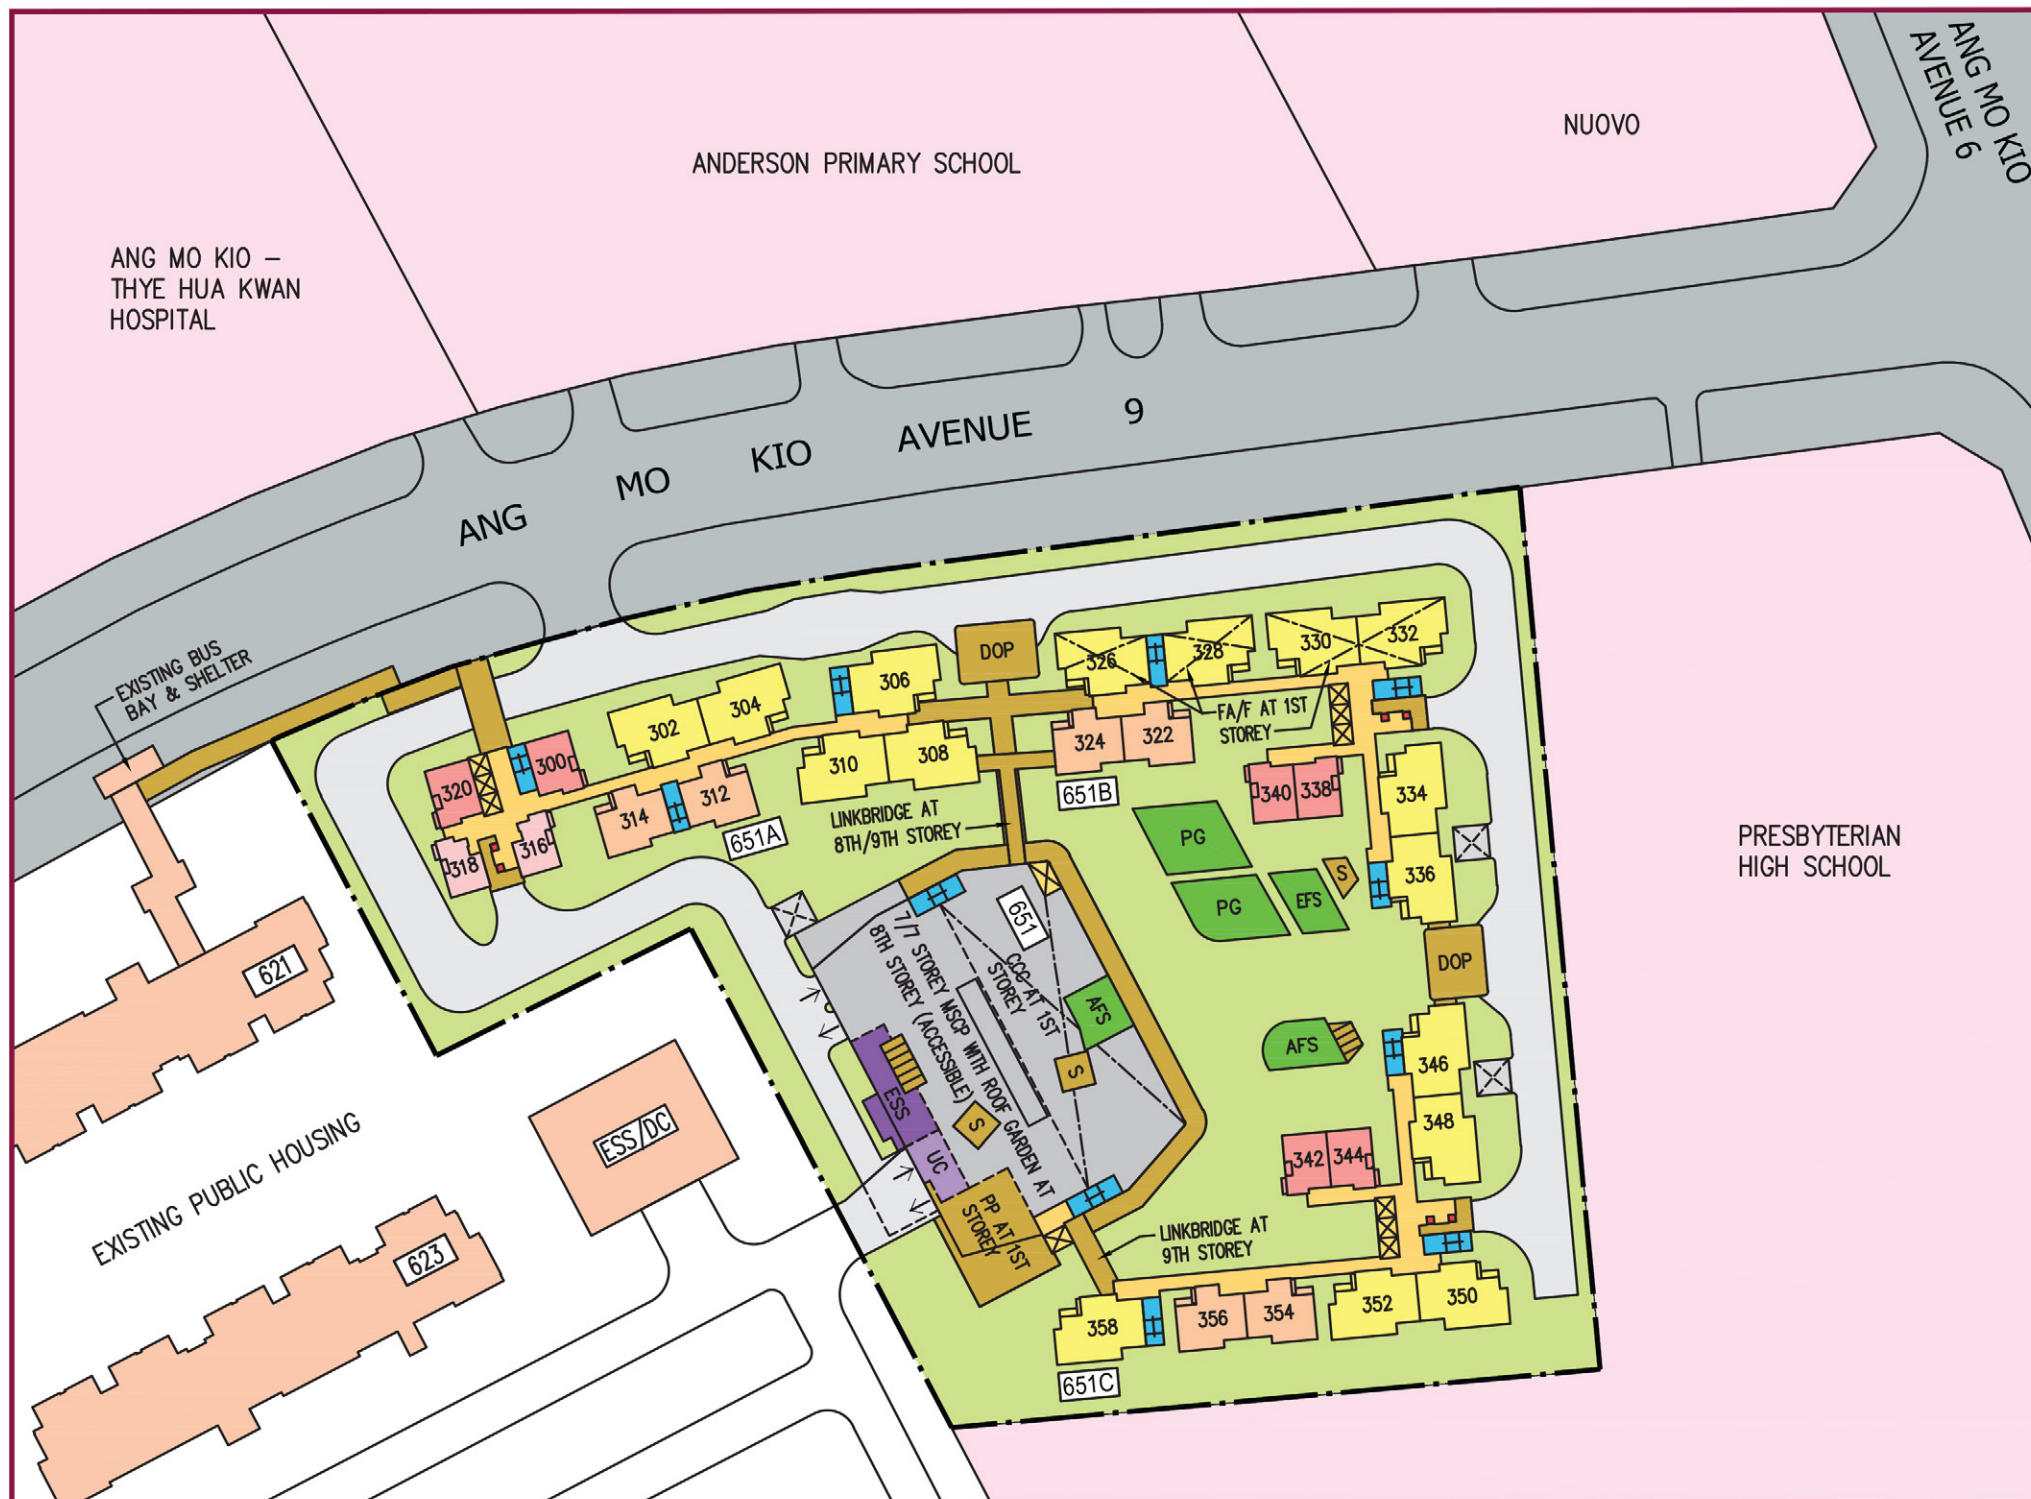 ANG MO KIO
AVENUE 6
NUOVO
ANDERSON PRIMARY SCHOOL
ANG MO KIO –
THYE HUA KWAN
HOSPITAL
ANG MO KIO AVENUE 9
EXISTING BUS
BAY & SHELTER
DOP
326
328
330
332
306
304
302
300
320
318
316
314
312
310
308
324
322
FA/F AT 1ST
STOREY
340
338
334
336
651A
651B
LINKBRIDGE AT
8TH/9TH STOREY
PG
PG
EFS
S
DOP
PRESBYTERIAN
HIGH SCHOOL
651
CCC AT 1ST
STOREY
7/7 STOREY MSCP WITH ROOF GARDEN AT
8TH STOREY (ACCESSIBLE)
AFS
S
S
ESS
UC
PP AT 1ST
STOREY
AFS
346
348
342
344
LINKBRIDGE AT
9TH STOREY
358
356
354
352
350
651C
621
ESS/DC
EXISTING PUBLIC HOUSING
623